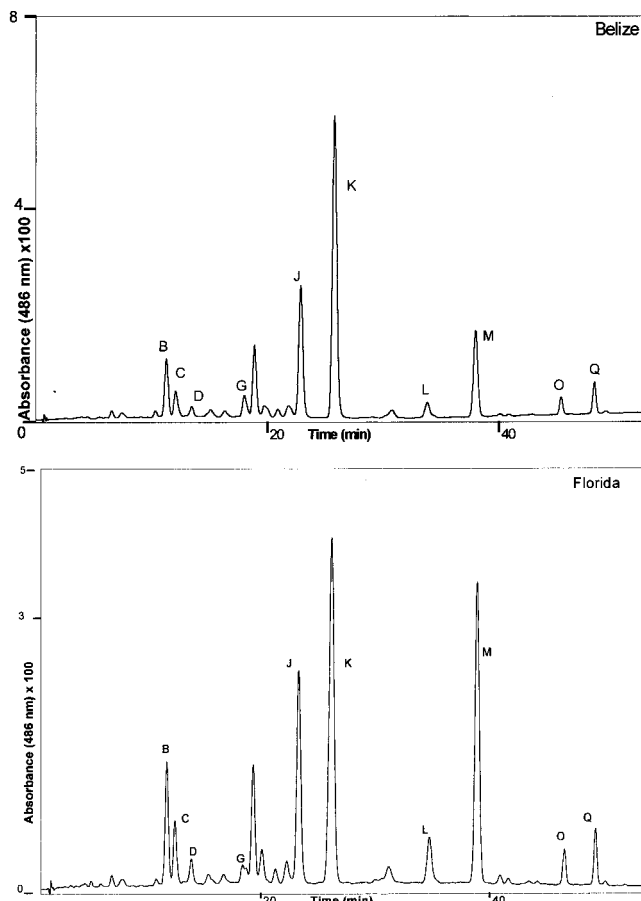 8
Belize
K
4
Absorbance (486 nm) x100
J
M
B
C
Q
D
G
L
O
0
20
Time (min)
40
5
Florida
3
Absorbance (486 nm) x 100
J
K
M
B
C
Q
L
O
D
G
0
20
Time (min)
40